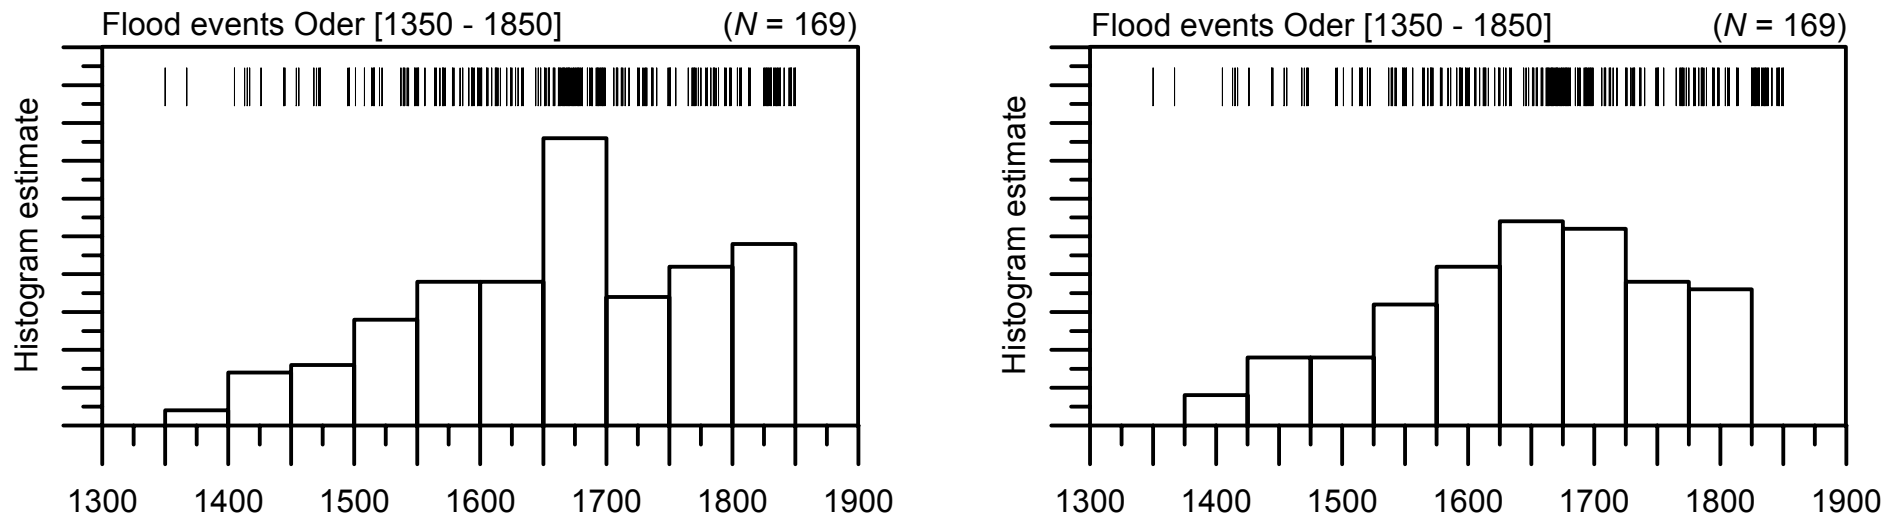 Flood events Oder [1350 - 1850] (N = 169)
Histogram estimate
1300 1400 1500 1600 1700 1800 1900
Flood events Oder [1350 - 1850] (N = 169)
Histogram estimate
1300 1400 1500 1600 1700 1800 1900